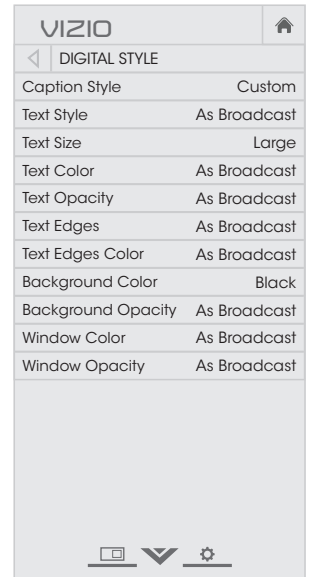 VIZIO
DIGITAL STYLE
Caption Style Custom
Text Style As Broadcast
Text Size Large
Text Color As Broadcast
Text Opacity As Broadcast
Text Edges As Broadcast
Text Edges Color As Broadcast
Background Color Black
Background Opacity As Broadcast
Window Color As Broadcast
Window Opacity As Broadcast